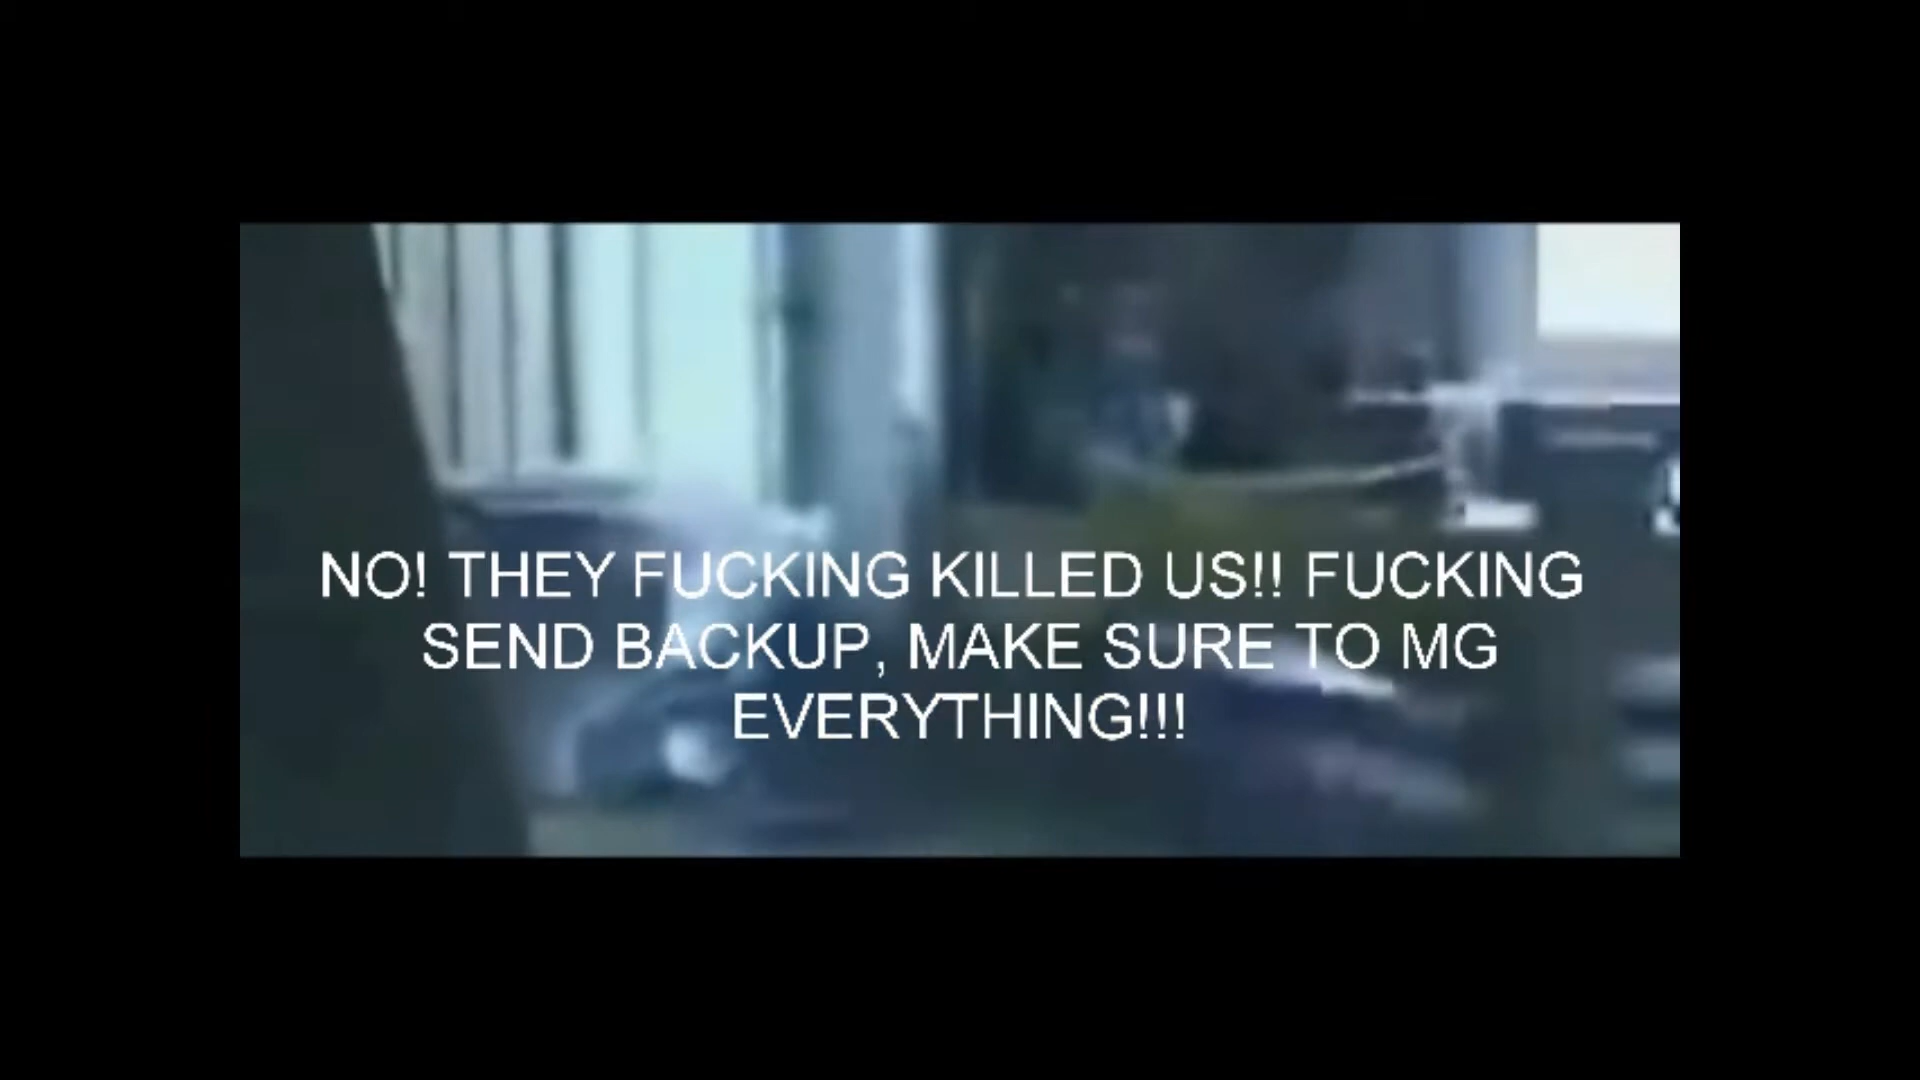 NO! THEY FUCKING KILLED US!! FUCKING
SEND BACKUP, MAKE SURE TO MG
EVERYTHING!!!